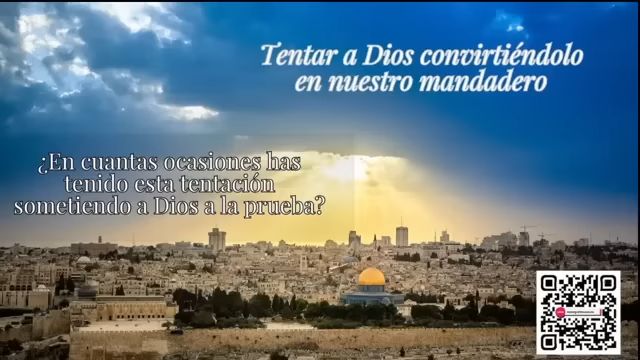 Tentar a Dios convirtiéndolo
en nuestro mandadero
¿En cuantas ocasiones has
tenido esta tentación
sometiendo a Dios a la prueba?